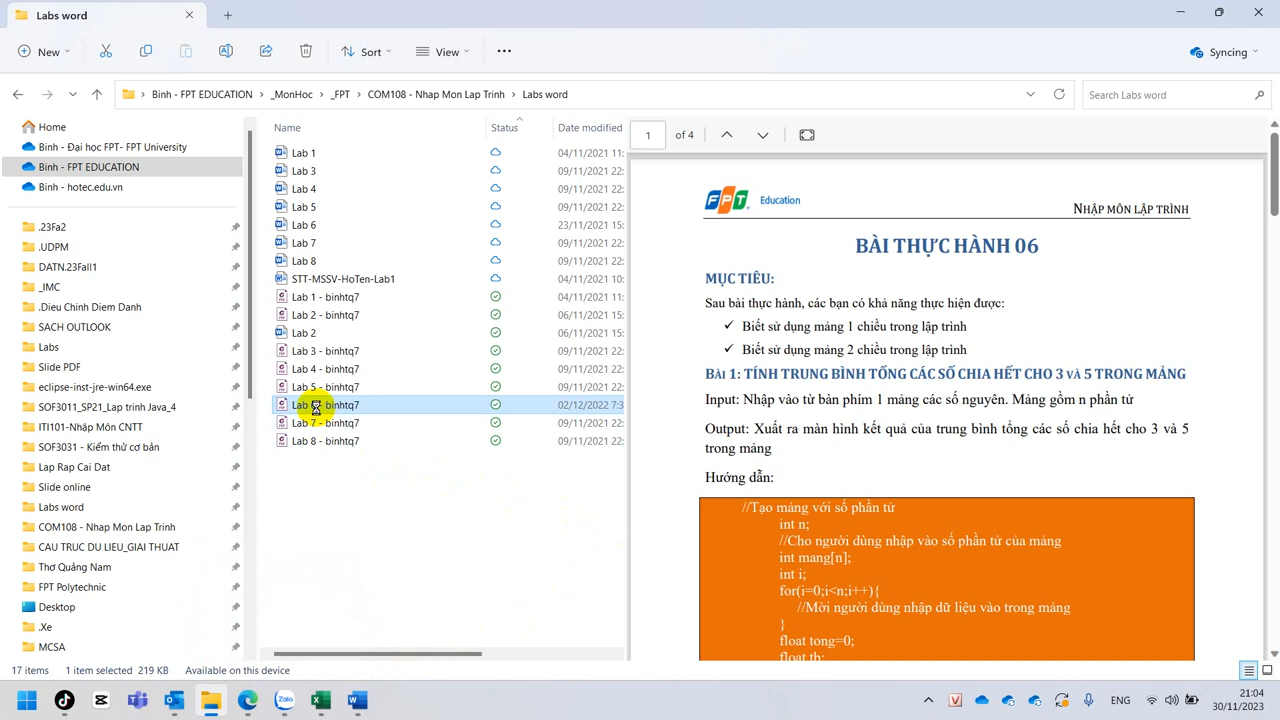 Labs word
New
Sort
View
Syncing
Binh - FPT EDUCATION
_MonHoc
_FPT
COM108 - Nhap Mon Lap Trinh
Labs word
Search Labs word
Home
Binh - Đại học FPT- FPT University
Binh - FPT EDUCATION
Binh - hotec.edu.vn
.23Fa2
.UDPM
DATN.23Fall1
_IMC
.Dieu Chinh Diem Danh
SACH OUTLOOK
Labs
Slide PDF
eclipse-inst-jre-win64.exe
SOF3011_SP21_Lap trinh Java_4
ITI101-Nhập Môn CNTT
SOF3031 - Kiểm thử cơ bản
Lap Rap Cai Dat
Slide online
Labs word
COM108 - Nhap Mon Lap Trinh
CAU TRUC DU LIEU_GIAI THUAT
Thơ Quảng Nam
FPT Polytechnic
Desktop
.Xe
MCSA
Name Status Date modified
Lab 1 04/11/2021 11:
Lab 3 09/11/2021 22:
Lab 4 09/11/2021 22:
Lab 5 09/11/2021 22:
Lab 6 23/11/2021 15:
Lab 7 09/11/2021 22:
Lab 8 09/11/2021 22:
STT-MSSV-HoTen-Lab1 04/11/2021 10:
Lab 1 - binhtq7 04/11/2021 11:
Lab 2 - binhtq7 06/11/2021 15:
Lab 2 06/11/2021 15:
Lab 3 - binhtq7 09/11/2021 22:
Lab 4 - binhtq7 09/11/2021 22:
Lab 5 - binhtq7 09/11/2021 22:
Lab binhtq7 02/12/2022 7:3
Lab 7 - binhtq7 09/11/2021 22:
Lab 8 - binhtq7 09/11/2021 22:
1 of 4
FPT Education
NHẬP MÔN LẬP TRÌNH
BÀI THỰC HÀNH 06
MỤC TIÊU:
Sau bài thực hành, các bạn có khả năng thực hiện được:
✓ Biết sử dụng mảng 1 chiều trong lập trình
✓ Biết sử dụng mảng 2 chiều trong lập trình
BÀI 1: TÍNH TRUNG BÌNH TỔNG CÁC SỐ CHIA HẾT CHO 3 VÀ 5 TRONG MẢNG
Input: Nhập vào từ bàn phím 1 mảng các số nguyên. Mảng gồm n phần tử
Output: Xuất ra màn hình kết quả của trung bình tổng các số chia hết cho 3 và 5
trong mảng
Hướng dẫn:
//Tạo mảng với số phần tử
int n;
//Cho người dùng nhập vào số phần tử của mảng
int mang[n];
int i;
for(i=0;i<n;i++){
//Mời người dùng nhập dữ liệu vào trong mảng
}
float tong=0;
float tb;
17 items 1 item selected 219 KB Available on this device
Zalo
V
ENG
21:04
30/11/2023